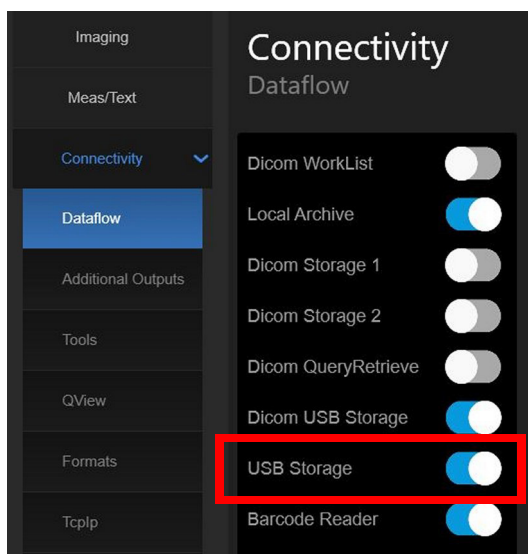 Imaging
Meas/Text
Connectivity
Dataflow
Additional Outputs
Tools
QView
Formats
TcpIp
Connectivity
Dataflow
Dicom WorkList
Local Archive
Dicom Storage 1
Dicom Storage 2
Dicom QueryRetrieve
Dicom USB Storage
USB Storage
Barcode Reader